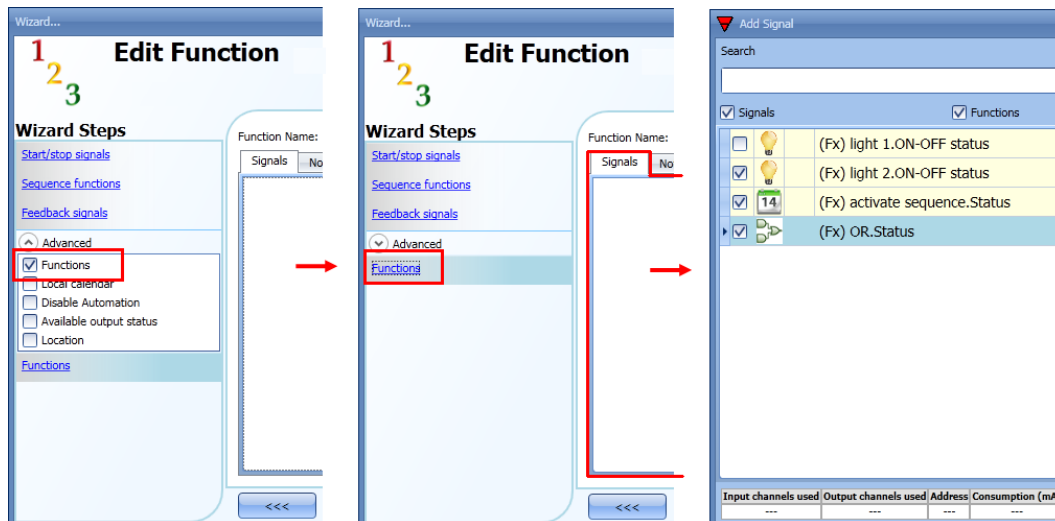 Wizard...
1
2
3
Edit Function
Wizard Steps
Start/stop signals
Sequence functions
Feedback signals
Advanced
Functions
Local calendar
Disable Automation
Available output status
Location
Functions
Function Name:
Signals No
<<<
Wizard...
1
2
3
Edit Function
Wizard Steps
Start/stop signals
Sequence functions
Feedback signals
Advanced
Functions
Function Name:
Signals No
<<<
Add Signal
Search
Signals Functions
(Fx) light 1.ON-OFF status
(Fx) light 2.ON-OFF status
14 (Fx) activate sequence.Status
(Fx) OR.Status
Input channels used Output channels used Address Consumption (mA
--- --- --- ---